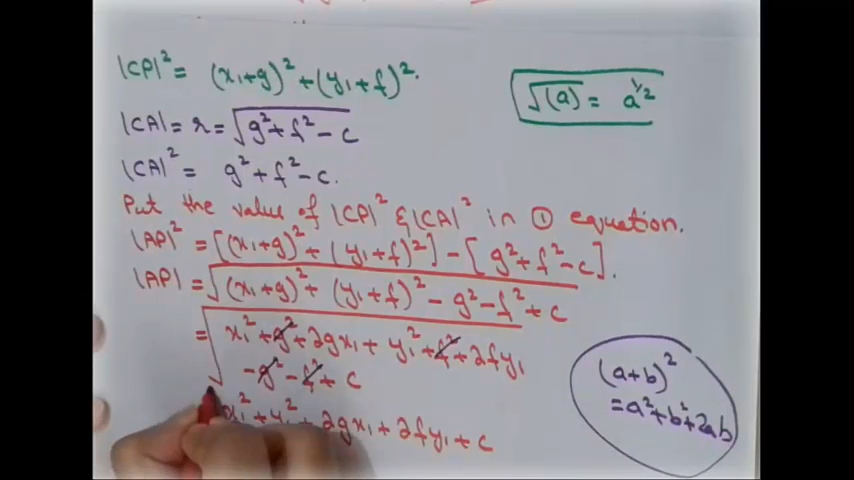 |CP|² = (x₁+g)² + (y₁+f)².
√(a) = a^1/2
|CA| = r = √g²+f²-c
|CA|² = g²+f²-c.
Put the value of |CP|² & |CA|² in ① equation.
|AP|² = [(x₁+g)² + (y₁+f)²] - [g²+f²-c].
|AP| = √(x₁+g)² + (y₁+f)² - g² - f² + c
= √x₁² + g² + 2gx₁ + y₁² + f² + 2fy₁
- g² - f² + c
(a+b)²
= a²+b²+2ab
x₁² + y₁² + 2gx₁ + 2fy₁ + c